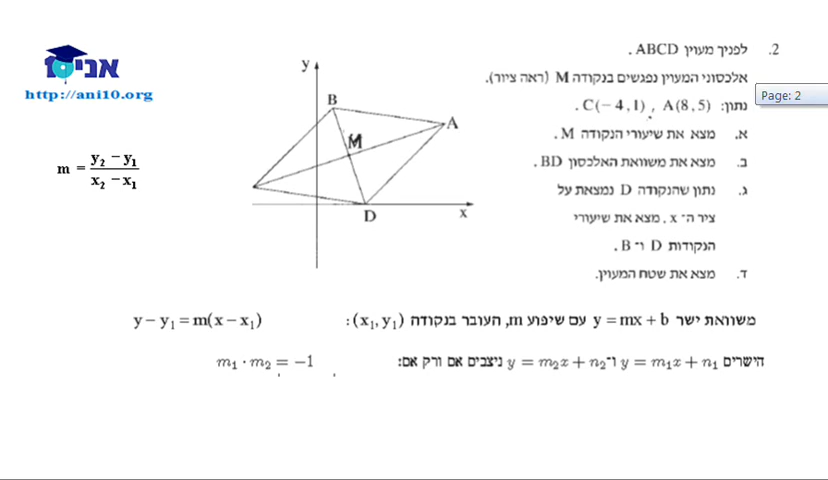 אני10
http://ani10.org
Page: 2
2. לפניך מעוין ABCD .
אלכסוני המעוין נפגשים בנקודה M (ראה ציור).
נתון: A(8,5) , C(−4,1) .
א. מצא את שיעורי הנקודה M .
ב. מצא את משוואת האלכסון BD .
ג. נתון שהנקודה D נמצאת על
ציר ה־ x . מצא את שיעורי
הנקודות D ו־ B .
ד. מצא את שטח המעוין.
y
B
A
M
D
x
m = (y₂ − y₁)/(x₂ − x₁)
משוואת ישר y = mx + b עם שיפוע m, העובר בנקודה (x₁, y₁) : y − y₁ = m(x − x₁)
הישרים y = m₁x + n₁ ו־ y = m₂x + n₂ ניצבים אם ורק אם: m₁ · m₂ = −1